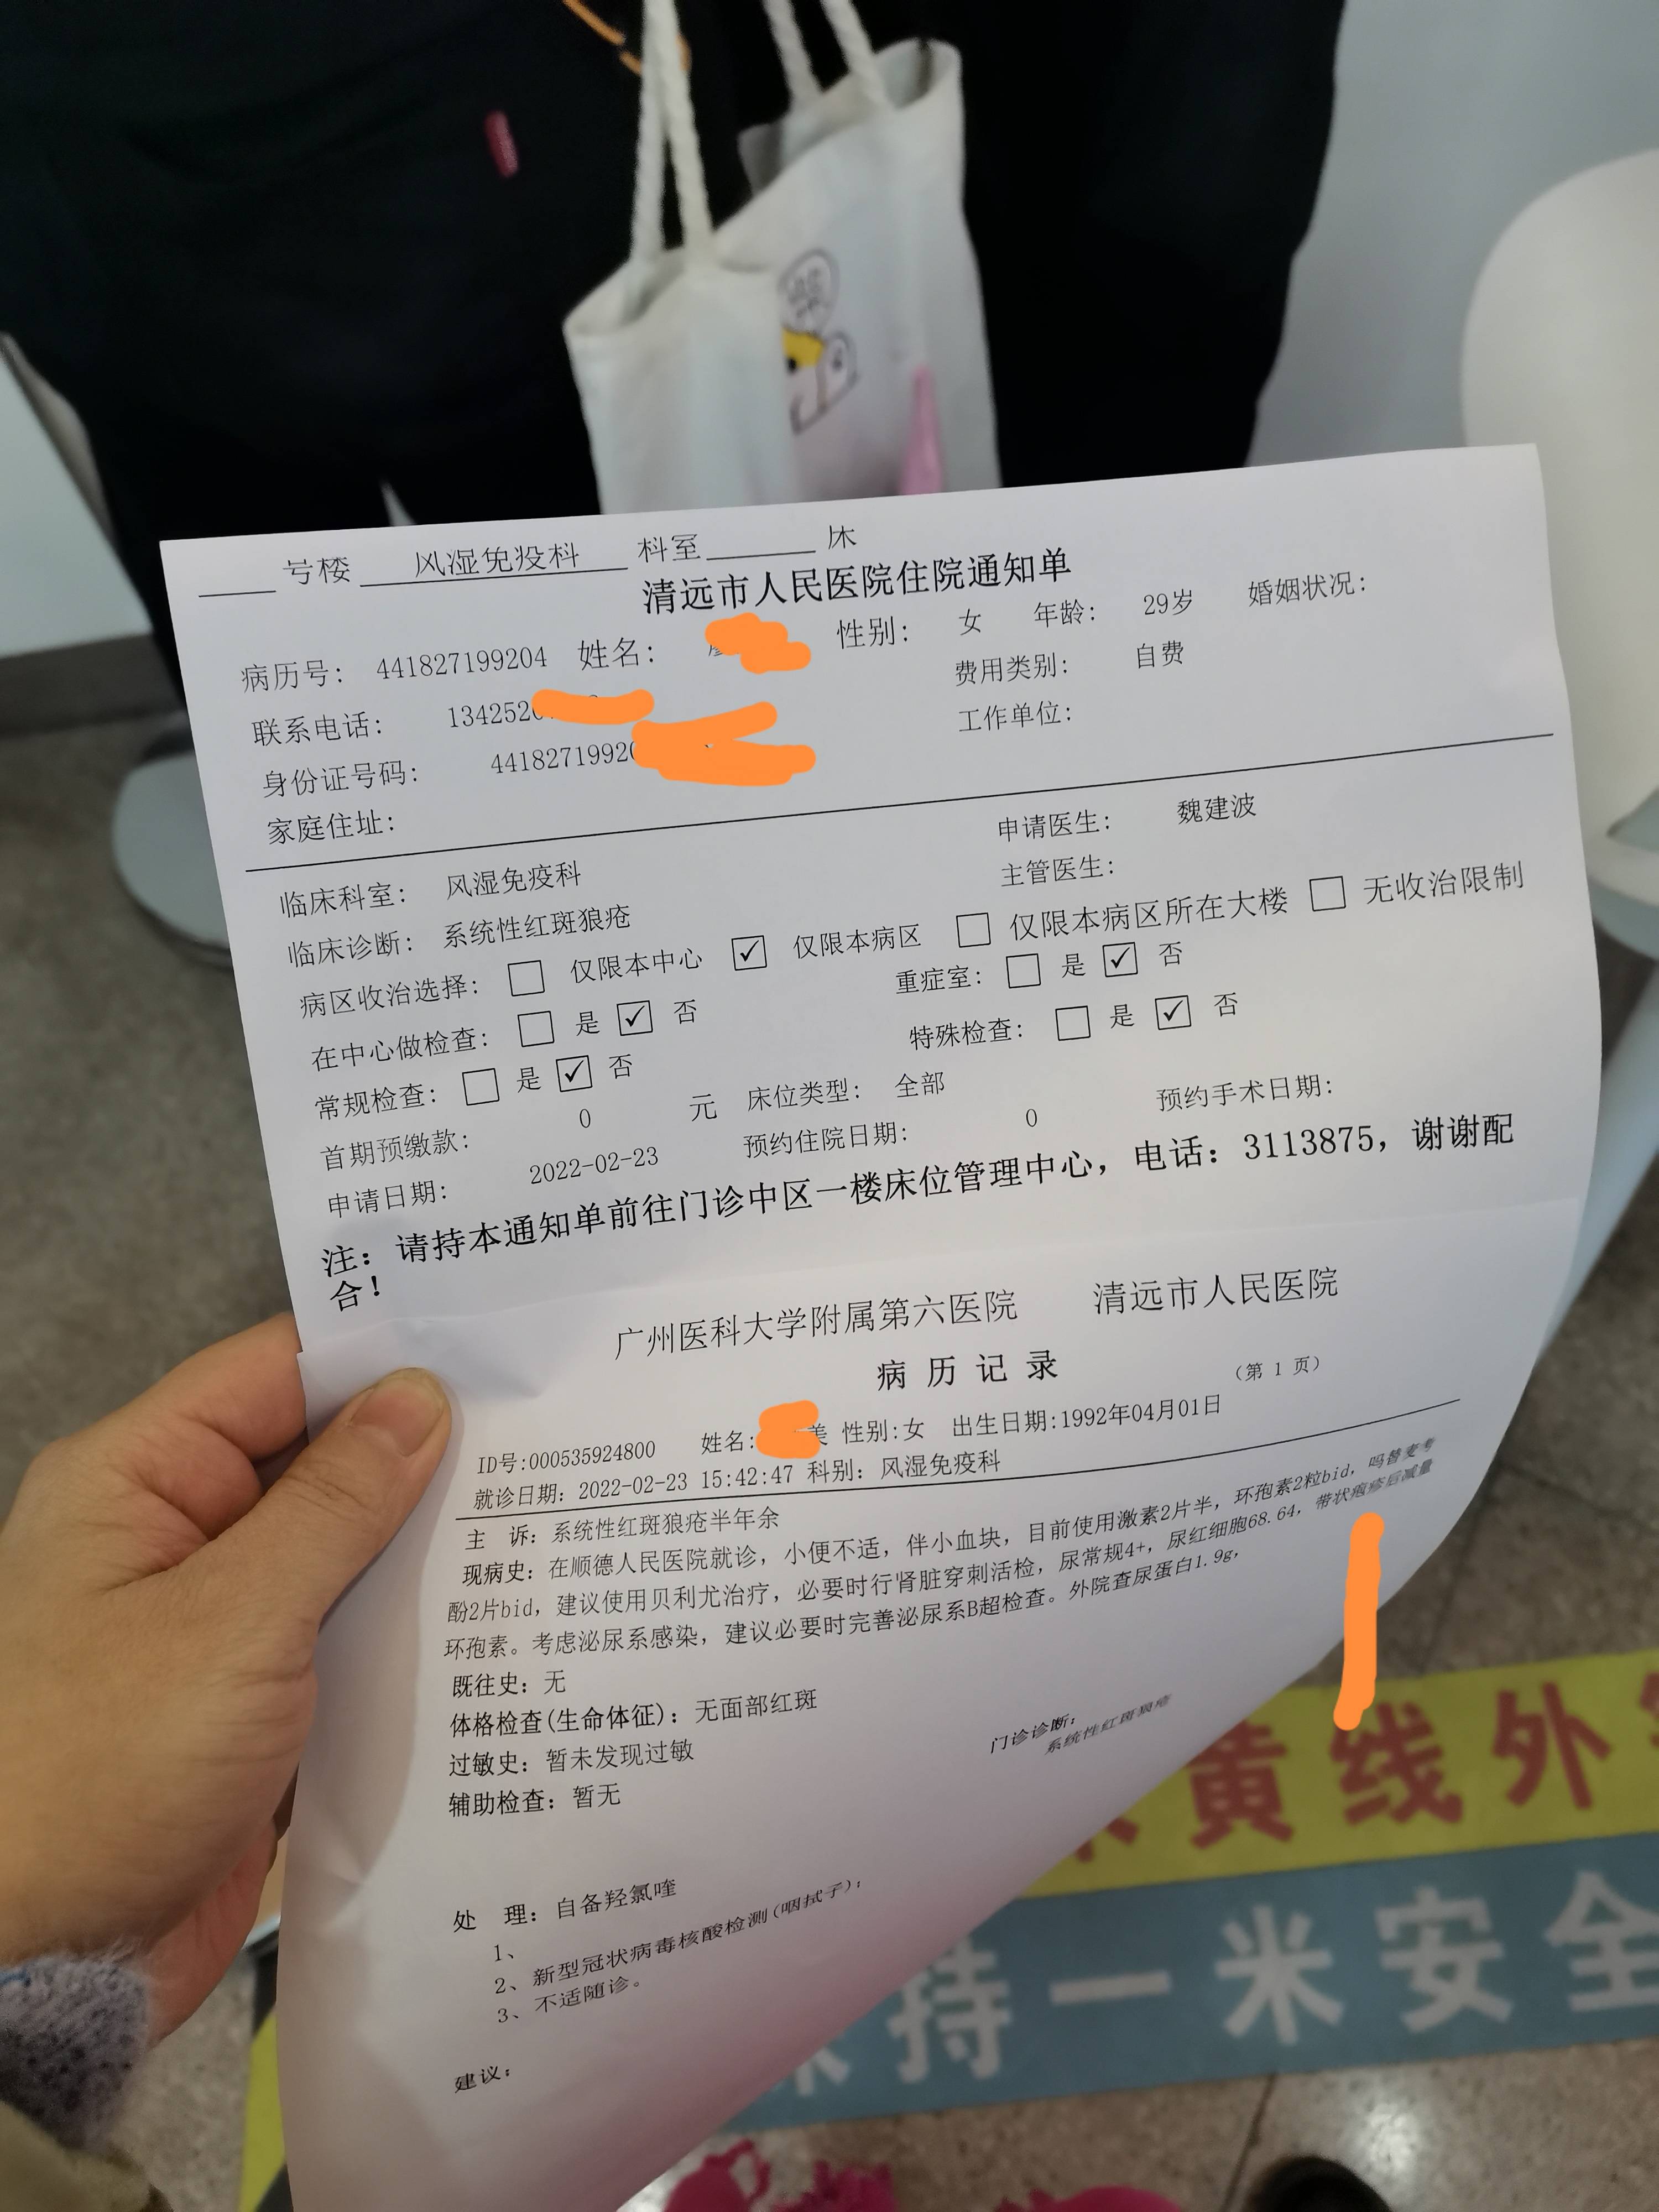 号楼 风湿免疫科 科室 床
清远市人民医院住院通知单
病历号: 441827199204 姓名: 性别: 女 年龄: 29岁 婚姻状况:
联系电话: 134252 费用类别: 自费
身份证号码: 4418271992 工作单位:
家庭住址:
临床科室: 风湿免疫科 申请医生: 魏建波
临床诊断: 系统性红斑狼疮 主管医生:
病区收治选择: 仅限本中心 ✓ 仅限本病区 仅限本病区所在大楼 无收治限制
在中心做检查: 是 ✓ 否 重症室: 是 ✓ 否
常规检查: 是 ✓ 否 特殊检查: 是 ✓ 否
首期预缴款: 0 元 床位类型: 全部 预约手术日期:
申请日期: 2022-02-23 预约住院日期: 0
注: 请持本通知单前往门诊中区一楼床位管理中心, 电话: 3113875, 谢谢配
合!
广州医科大学附属第六医院 清远市人民医院
病历记录
(第 1 页)
ID号:000535924800 姓名: 美 性别:女 出生日期:1992年04月01日
就诊日期: 2022-02-23 15:42:47 科别: 风湿免疫科
主 诉: 系统性红斑狼疮半年余
现病史: 在顺德人民医院就诊, 小便不适, 伴小血块, 目前使用激素2片半, 环孢素2粒bid, 吗替麦考
酚2片bid, 建议使用贝利尤治疗, 必要时行肾脏穿刺活检, 尿常规4+, 尿红细胞68.64, 带状疱疹后减量
环孢素。考虑泌尿系感染, 建议必要时完善泌尿系B超检查。外院查尿蛋白1.9g,
既往史: 无
体格检查(生命体征): 无面部红斑
过敏史: 暂未发现过敏
辅助检查: 暂无
门诊诊断:
系统性红斑狼疮
处 理: 自备羟氯喹
1、
2、新型冠状病毒核酸检测(咽拭子);
3、不适随诊。
建议:
黄线外
持一米安全